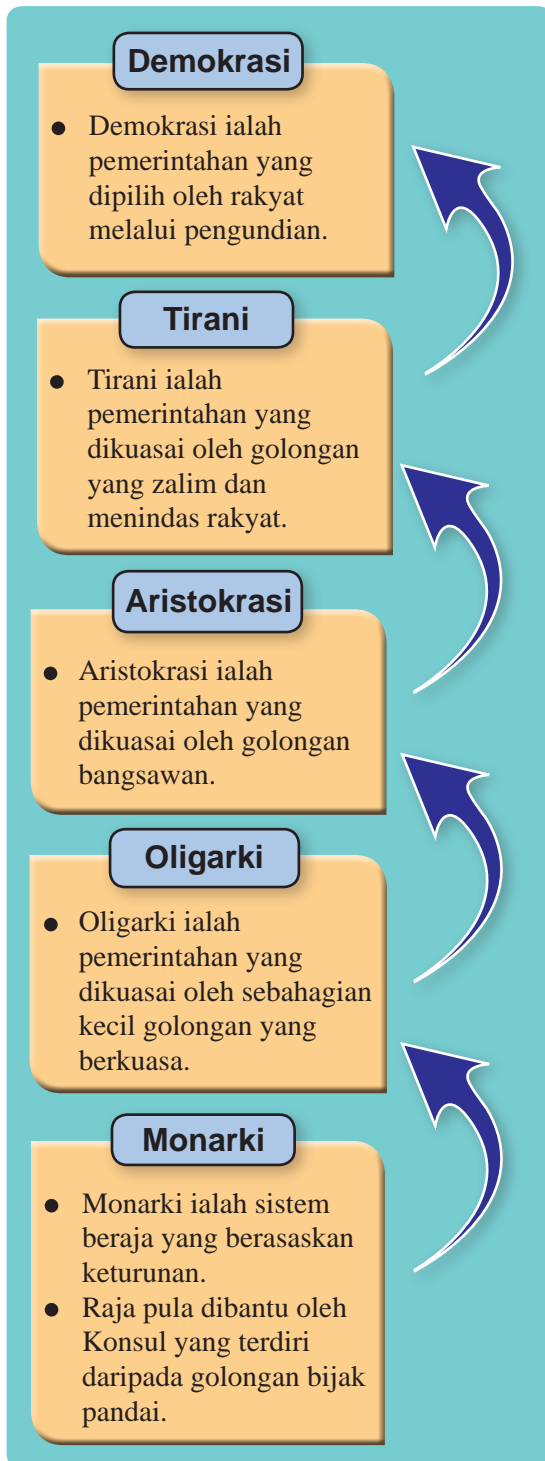 Demokrasi
● Demokrasi ialah
pemerintahan yang
dipilih oleh rakyat
melalui pengundian.
Tirani
● Tirani ialah
pemerintahan yang
dikuasai oleh golongan
yang zalim dan
menindas rakyat.
Aristokrasi
● Aristokrasi ialah
pemerintahan yang
dikuasai oleh golongan
bangsawan.
Oligarki
● Oligarki ialah
pemerintahan yang
dikuasai oleh sebahagian
kecil golongan yang
berkuasa.
Monarki
● Monarki ialah sistem
beraja yang berasaskan
keturunan.
● Raja pula dibantu oleh
Konsul yang terdiri
daripada golongan bijak
pandai.